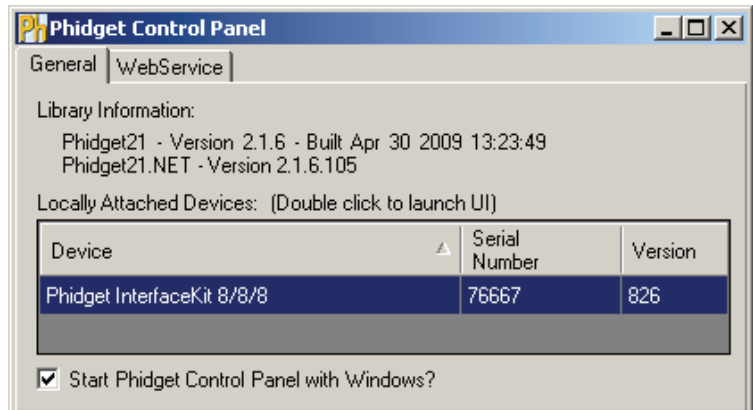 Ph Phidget Control Panel
General WebService
Library Information:
Phidget21 - Version 2.1.6 - Built Apr 30 2009 13:23:49
Phidget21.NET - Version 2.1.6.105
Locally Attached Devices: (Double click to launch UI)
Device Serial Number Version
Phidget InterfaceKit 8/8/8 76667 826
Start Phidget Control Panel with Windows?